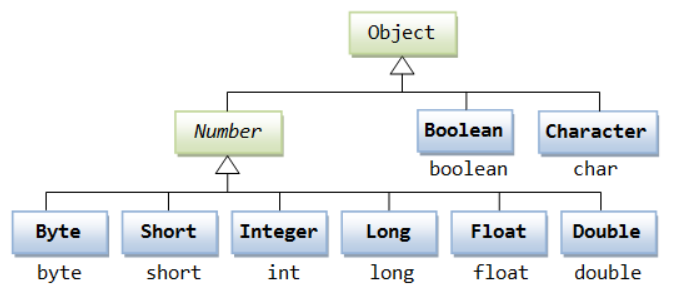 Object
Number
Boolean
Character
boolean
char
Byte
Short
Integer
Long
Float
Double
byte
short
int
long
float
double